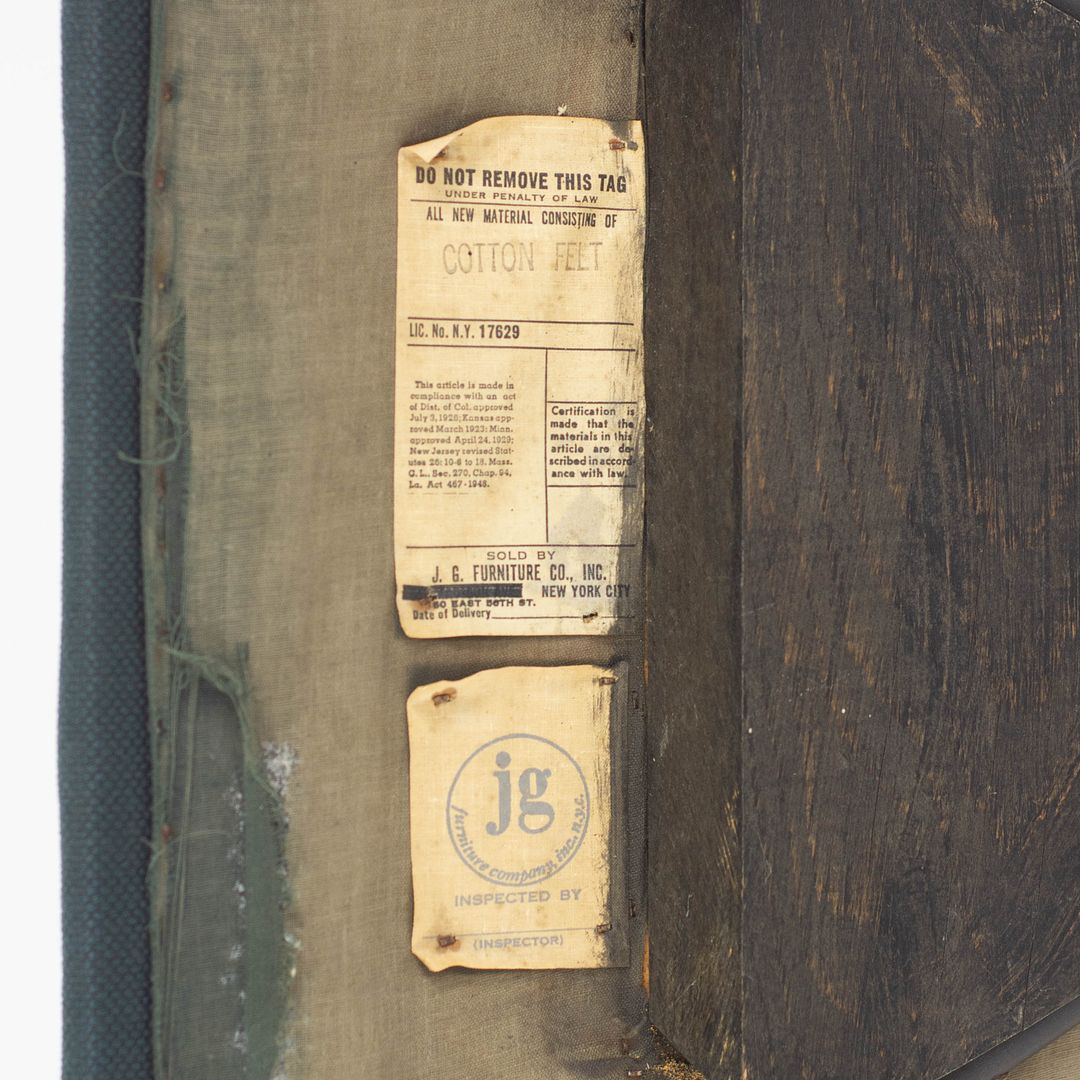 DO NOT REMOVE THIS TAG
UNDER PENALTY OF LAW
ALL NEW MATERIAL CONSISTING OF
COTTON FELT
LIC. No. N.Y. 17629
This article is made in
compliance with an act
of Dist. of Col. approved
July 3, 1926; Kansas app-
roved March 1923; Minn.
approved April 24, 1929;
New Jersey revised Stat-
utes 26: 10-6 to 18. Mass.
G. L., Sec. 270, Chap. 94,
La. Act 467-1948.
Certification is
made that the
materials in this
article are de-
scribed in accord-
ance with law.
SOLD BY
J. G. FURNITURE CO., INC.
NEW YORK CITY
EAST 56TH ST.
Date of Delivery
jg
furniture company, inc., n.y.c.
INSPECTED BY
(INSPECTOR)